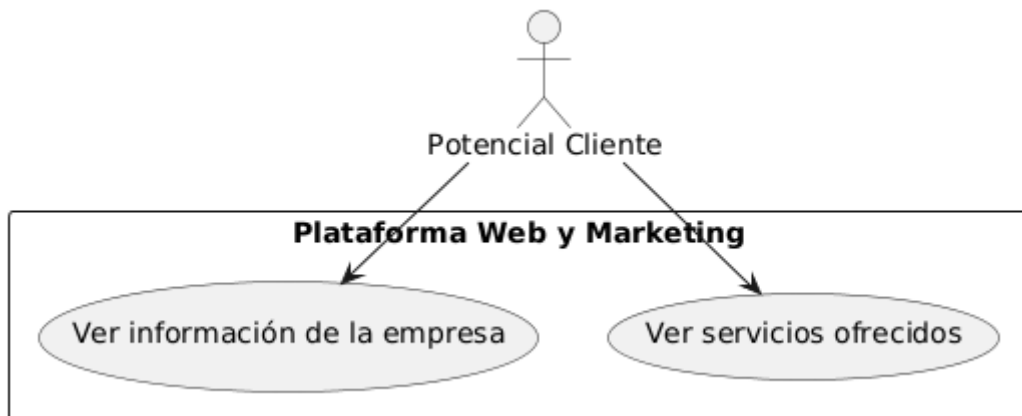 Potencial Cliente
Plataforma Web y Marketing
Ver información de la empresa
Ver servicios ofrecidos